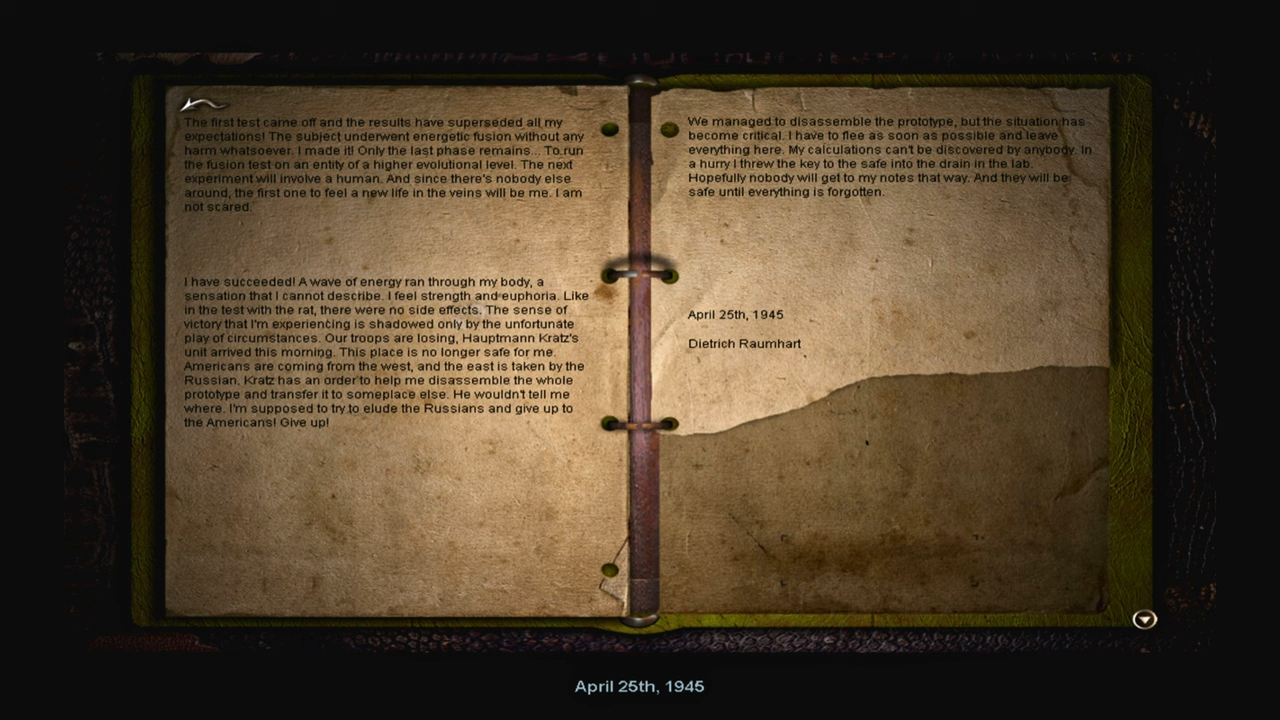 The first test came off and the results have superseded all my
expectations! The subject underwent energetic fusion without any
harm whatsoever. I made it! Only the last phase remains... To run
the fusion test on an entity of a higher evolutional level. The next
experiment will involve a human. And since there's nobody else
around, the first one to feel a new life in the veins will be me. I am
not scared.
I have succeeded! A wave of energy ran through my body, a
sensation that I cannot describe. I feel strength and euphoria. Like
in the test with the rat, there were no side effects. The sense of
victory that I'm experiencing is shadowed only by the unfortunate
play of circumstances. Our troops are losing, Hauptmann Kratz's
unit arrived this morning. This place is no longer safe for me.
Americans are coming from the west, and the east is taken by the
Russian. Kratz has an order to help me disassemble the whole
prototype and transfer it to someplace else. He wouldn't tell me
where. I'm supposed to try to elude the Russians and give up to
the Americans! Give up!
We managed to disassemble the prototype, but the situation has
become critical. I have to flee as soon as possible and leave
everything here. My calculations can't be discovered by anybody. In
a hurry I threw the key to the safe into the drain in the lab.
Hopefully nobody will get to my notes that way. And they will be
safe until everything is forgotten.
April 25th, 1945
Dietrich Raumhart
April 25th, 1945